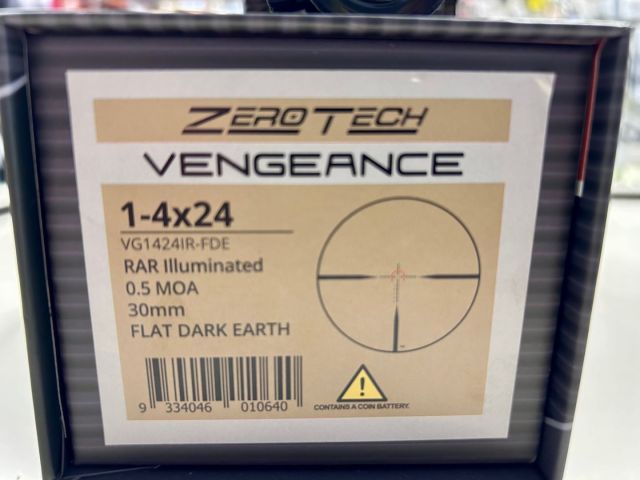 ZEROTECH
VENGEANCE
1-4x24
VG1424IR-FDE
RAR Illuminated
0.5 MOA
30mm
FLAT DARK EARTH
9 334046 010640
CONTAINS A COIN BATTERY.